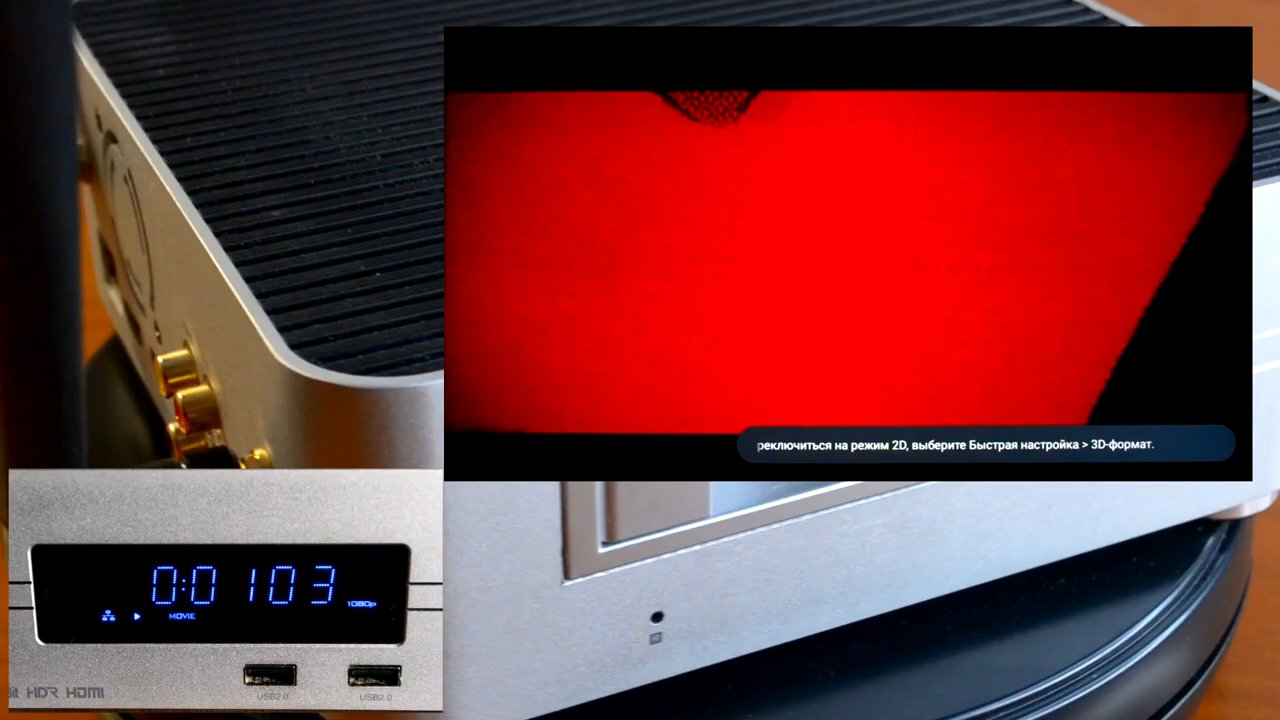 реключиться на режим 2D, выберите Быстрая настройка > 3D-формат.
0:0 103
1080p
MOVIE
HDR HDMI
USB2.0 USB2.0